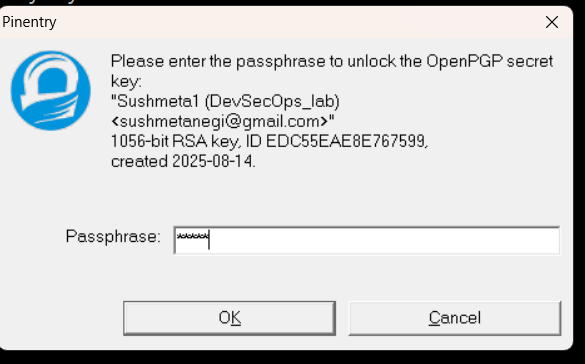 Pinentry
Please enter the passphrase to unlock the OpenPGP secret
key:
"Sushmeta1 (DevSecOps_lab)
<sushmetanegi@gmail.com>"
1056-bit RSA key, ID EDC55EAE8E767599,
created 2025-08-14.
Passphrase: ******
OK Cancel